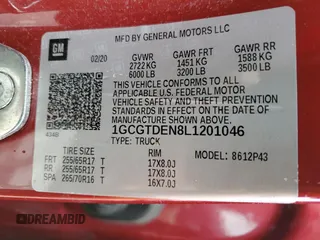 GM
MFD BY GENERAL MOTORS LLC
02/20 GVWR GAWR FRT GAWR RR
2722 KG 1451 KG 1588 KG
6000 LB 3200 LB 3500 LB
THIS VEHICLE CONFORMS TO ALL APPLICABLE
U.S. FEDERAL MOTOR VEHICLE SAFETY
STANDARDS IN EFFECT ON THE DATE OF
MANUFACTURE SHOWN ABOVE.
1GCGTDEN8L1201046
TYPE: TRUCK
4348
TIRE SIZE RIM MODEL: 8612P43
FRT 255/65R17 T 17X8.0J
RR 255/65R17 T 17X8.0J
SPA 265/70R16 T 16X7.0J
DREAMBID